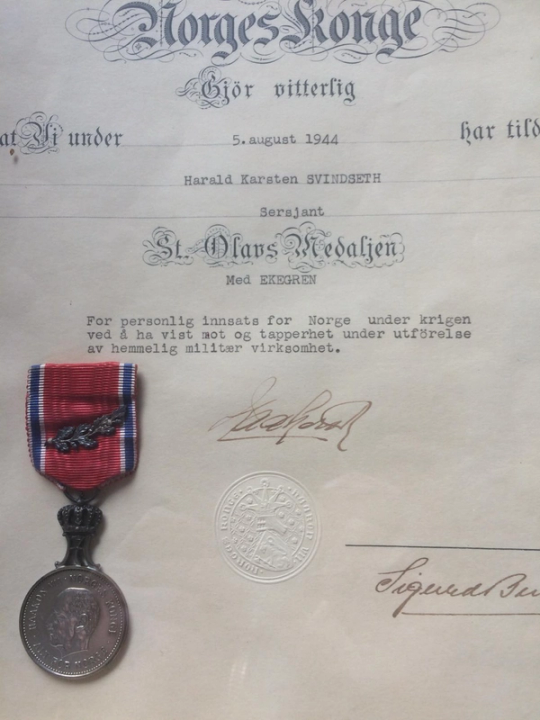 Norges Konge
Gjör vitterlig
at Vi under 5.august 1944 har tild
Harald Karsten SVINDSETH
Sersjant
St. Olavs Medaljen
Med EKEGREN
For personlig innsats for Norge under krigen
ved å ha vist mot og tapperhet under utförelse
av hemmelig militær virksomhet.
Sigurd